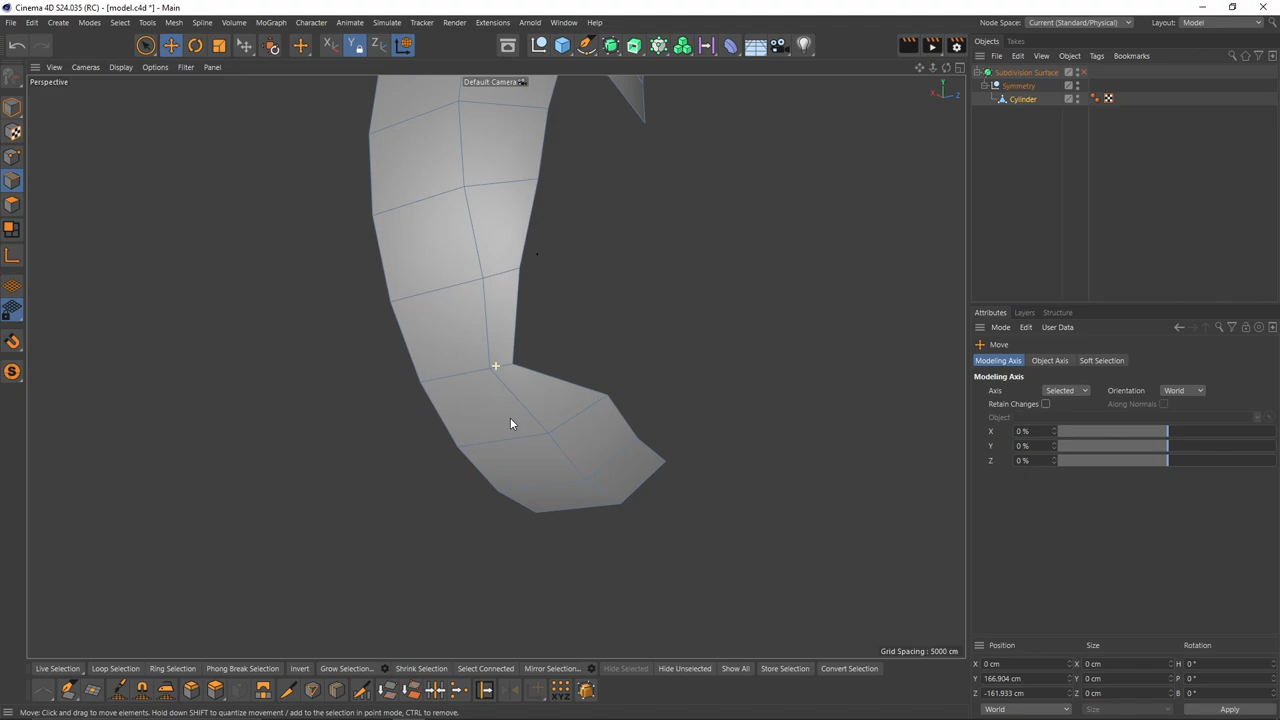 Cinema 4D S24.035 (RC) - [model.c4d *] - Main
File Edit Create Modes Select Tools Mesh Spline Volume MoGraph Character Animate Simulate Tracker Render Extensions Arnold Window Help Node Space: Current (Standard/Physical) Layout: Model
Objects Takes
View Cameras Display Options Filter Panel
File Edit View Object Tags Bookmarks
Perspective
Default Camera
Y
X
Z
Subdivision Surface
Symmetry
Cylinder
Attributes Layers Structure
Mode Edit User Data
Move
Modeling Axis Object Axis Soft Selection
Modeling Axis
Axis Selected Orientation World
Retain Changes Along Normals
Object
X 0 %
Y 0 %
Z 0 %
Grid Spacing : 5000 cm
Position Size Rotation
X 0 cm X 0 cm H 0 °
Y 166.904 cm Y 0 cm P 0 °
Z -161.933 cm Z 0 cm B 0 °
World Size Apply
Live Selection Loop Selection Ring Selection Phong Break Selection Invert Grow Selection... Shrink Selection Select Connected Mirror Selection... Hide Selected Hide Unselected Show All Store Selection Convert Selection
XYZ
Move: Click and drag to move elements. Hold down SHIFT to quantize movement / add to the selection in point mode, CTRL to remove.